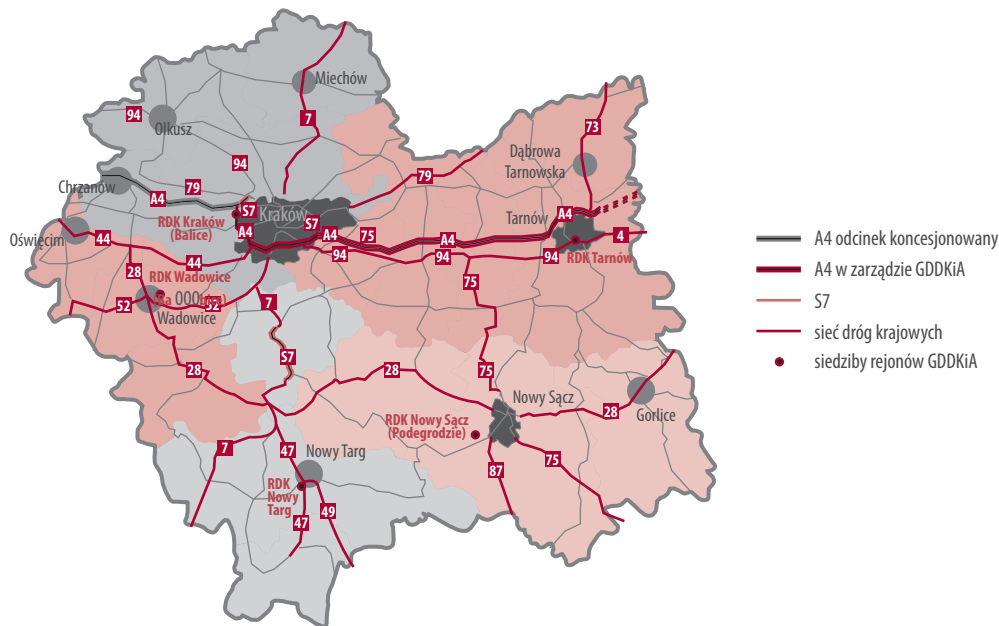 Miechów
94
7
Olkusz
73
94
Dąbrowa
Tarnowska
79
79
Chrzanów
A4
S7
Kraków
S7
RDK Kraków
(Balice)
A4
A4
75
A4
Tarnów
A4
4
Oświęcim
44
44
94
94
94
RDK Tarnów
28
RDK Wadowice
75
52
52
Wadowice
7
S7
28
28
75
Nowy Sącz
28
Gorlice
RDK Nowy Sącz
(Podegrodzie)
7
47
Nowy Targ
75
87
RDK
Nowy
Targ
47
49
A4 odcinek koncesjonowany
A4 w zarządzie GDDKiA
S7
sieć dróg krajowych
siedziby rejonów GDDKiA